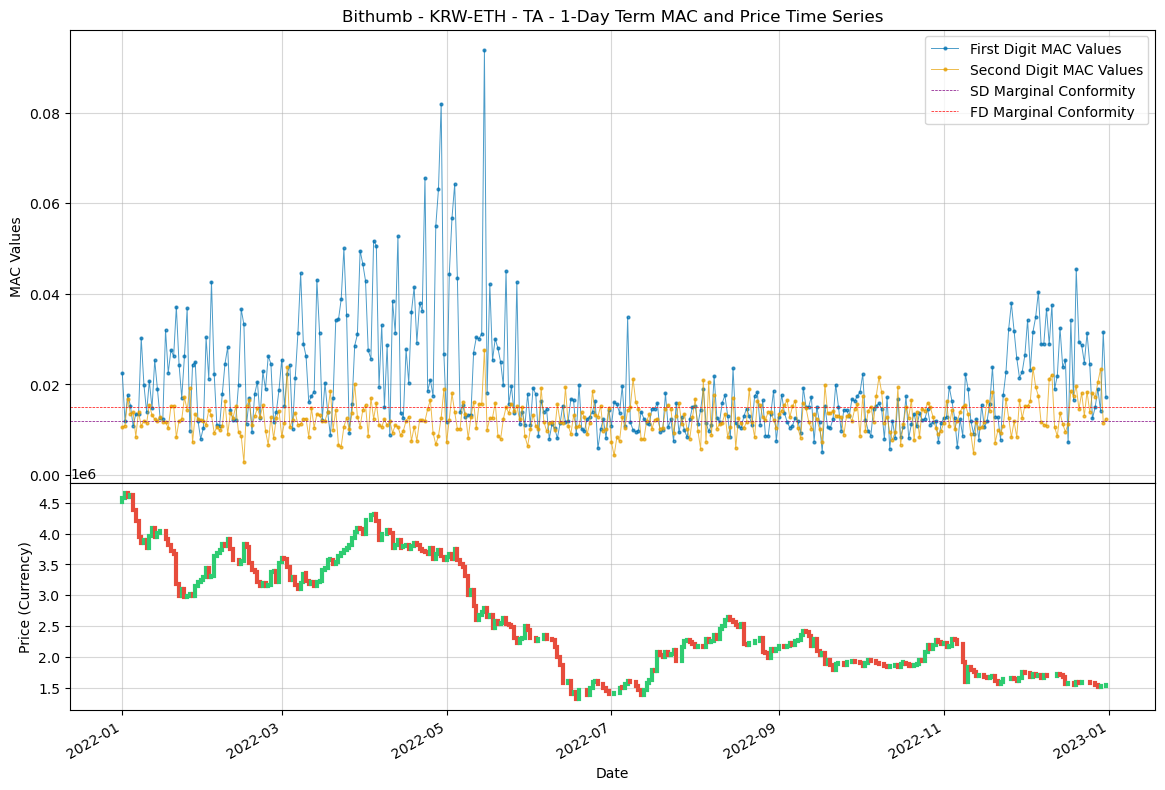 Bithumb - KRW-ETH - TA - 1-Day Term MAC and Price Time Series
First Digit MAC Values
Second Digit MAC Values
SD Marginal Conformity
FD Marginal Conformity
MAC Values
0.08
0.06
0.04
0.02
0.00
1e6
Price (Currency)
4.5
4.0
3.5
3.0
2.5
2.0
1.5
2022-01
2022-03
2022-05
2022-07
2022-09
2022-11
2023-01
Date